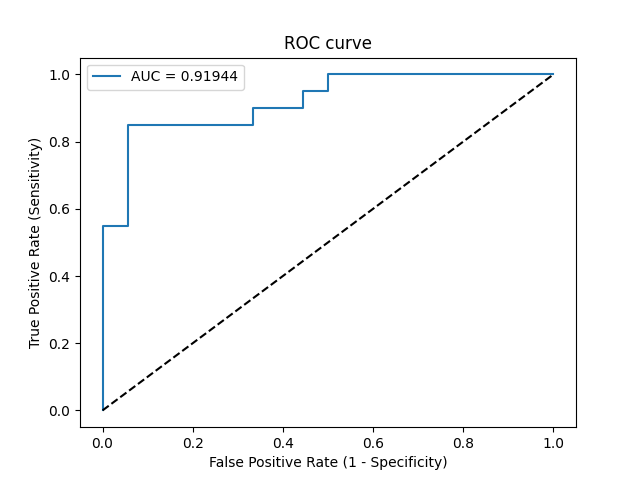 ROC curve
AUC = 0.91944
True Positive Rate (Sensitivity)
1.0
0.8
0.6
0.4
0.2
0.0
0.0 0.2 0.4 0.6 0.8 1.0
False Positive Rate (1 - Specificity)